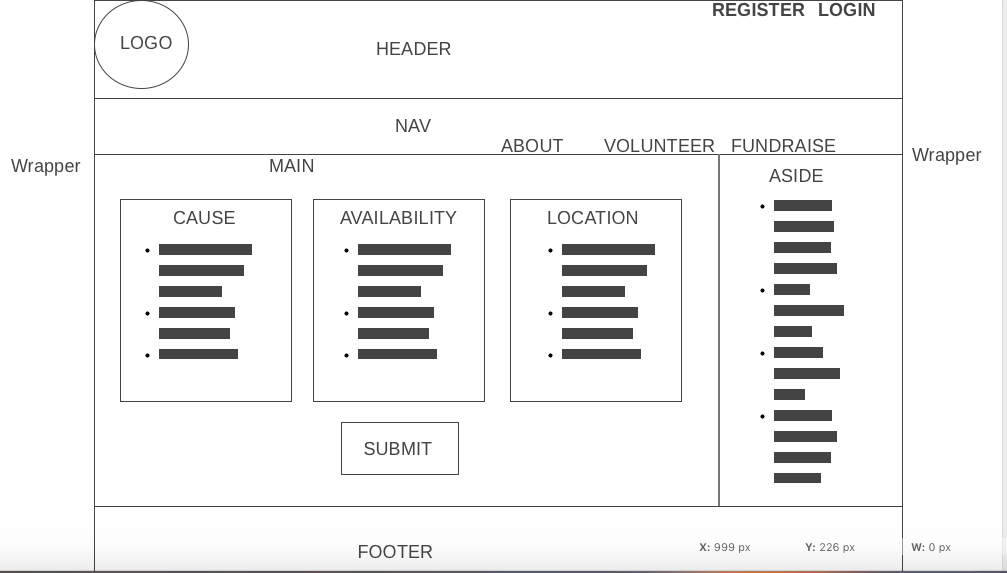 REGISTER LOGIN
LOGO
HEADER
NAV
ABOUT VOLUNTEER FUNDRAISE
Wrapper
Wrapper
MAIN
ASIDE
CAUSE
AVAILABILITY
LOCATION
SUBMIT
FOOTER
X: 999 px Y: 226 px W: 0 px